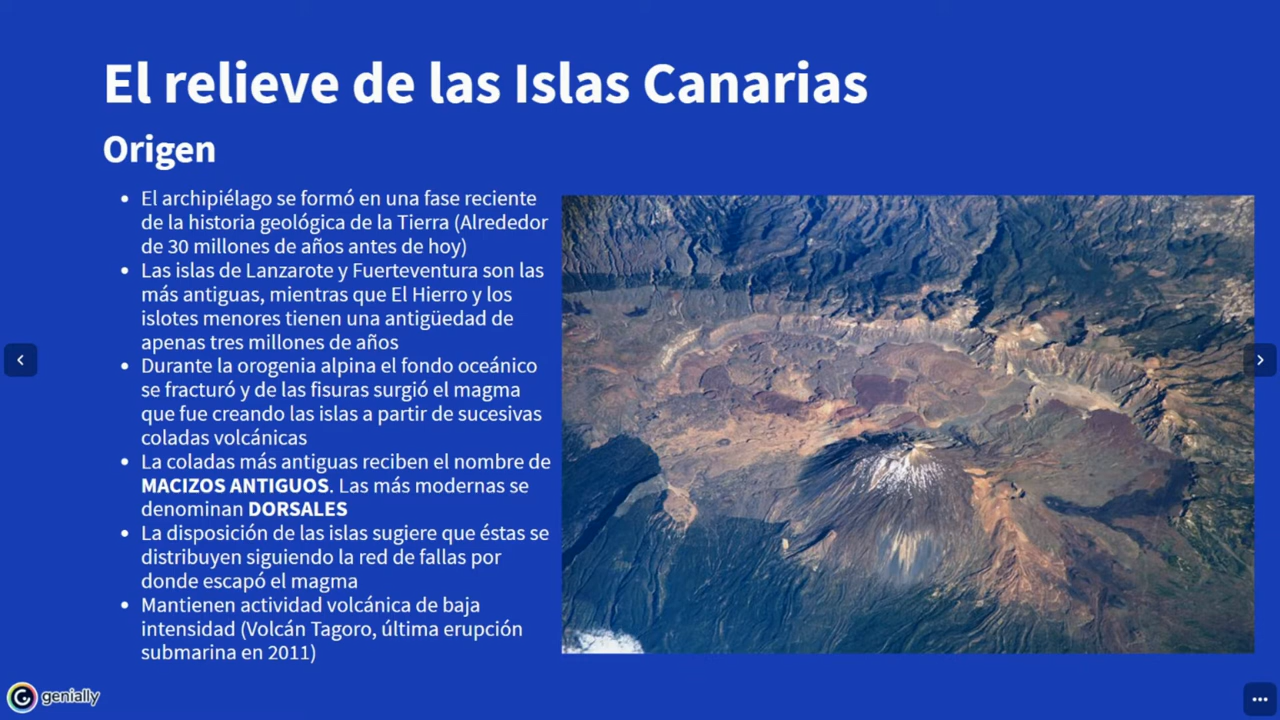 El relieve de las Islas Canarias
Origen
• El archipiélago se formó en una fase reciente
de la historia geológica de la Tierra (Alrededor
de 30 millones de años antes de hoy)
• Las islas de Lanzarote y Fuerteventura son las
más antiguas, mientras que El Hierro y los
islotes menores tienen una antigüedad de
apenas tres millones de años
• Durante la orogenia alpina el fondo oceánico
se fracturó y de las fisuras surgió el magma
que fue creando las islas a partir de sucesivas
coladas volcánicas
• La coladas más antiguas reciben el nombre de
MACIZOS ANTIGUOS. Las más modernas se
denominan DORSALES
• La disposición de las islas sugiere que éstas se
distribuyen siguiendo la red de fallas por
donde escapó el magma
• Mantienen actividad volcánica de baja
intensidad (Volcán Tagoro, última erupción
submarina en 2011)
genially